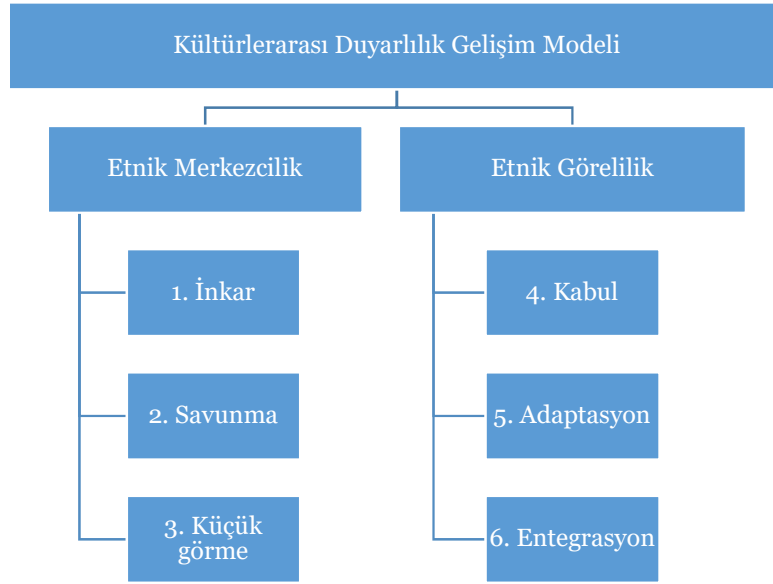 Kültürlerarası Duyarlılık Gelişim Modeli
Etnik Merkezcilik
1. İnkar
2. Savunma
3. Küçük
görme
Etnik Görelilik
4. Kabul
5. Adaptasyon
6. Entegrasyon